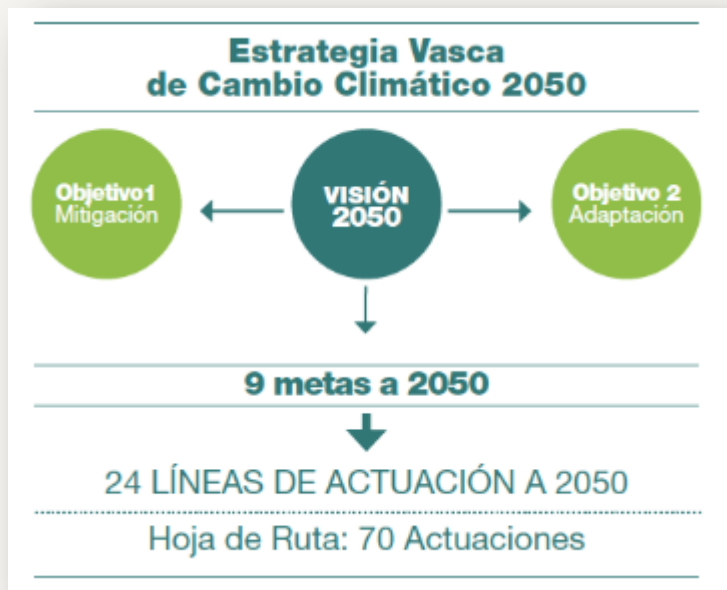 Estrategia Vasca
de Cambio Climático 2050
Objetivo1
Mitigación
VISIÓN
2050
Objetivo 2
Adaptación
9 metas a 2050
24 LÍNEAS DE ACTUACIÓN A 2050
Hoja de Ruta: 70 Actuaciones